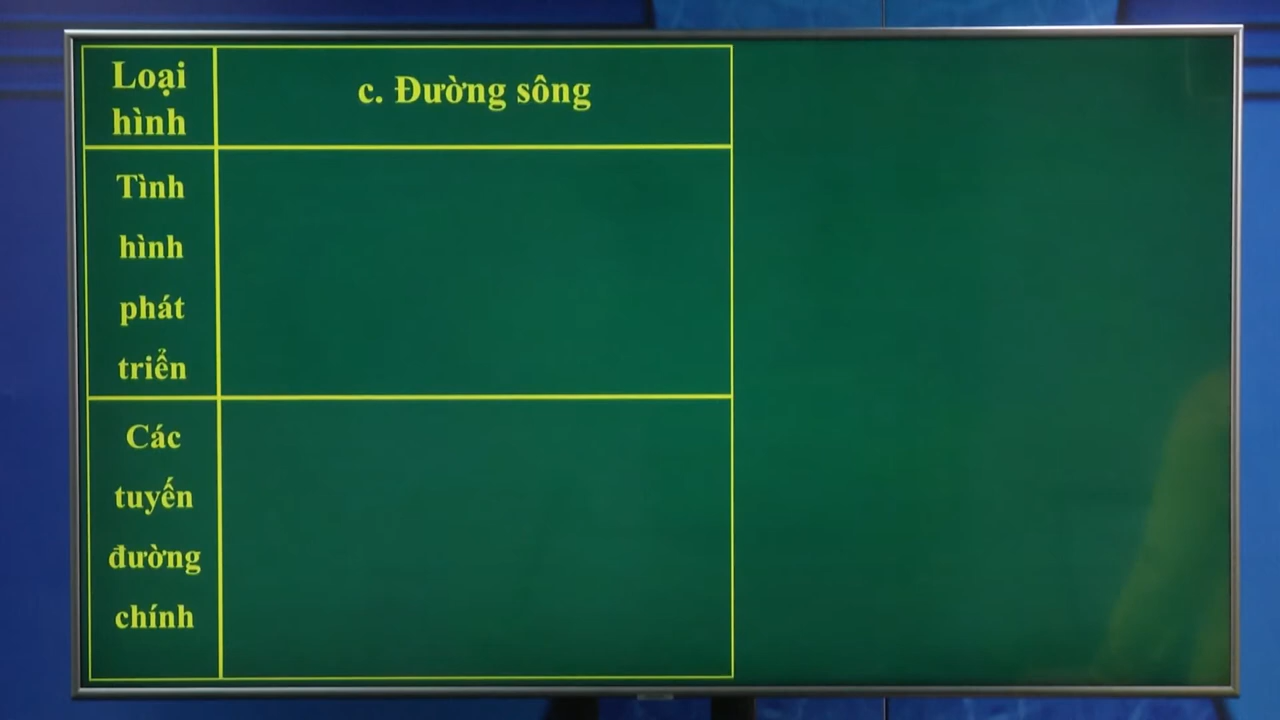 Loại
hình
c. Đường sông
Tình
hình
phát
triển
Các
tuyến
đường
chính